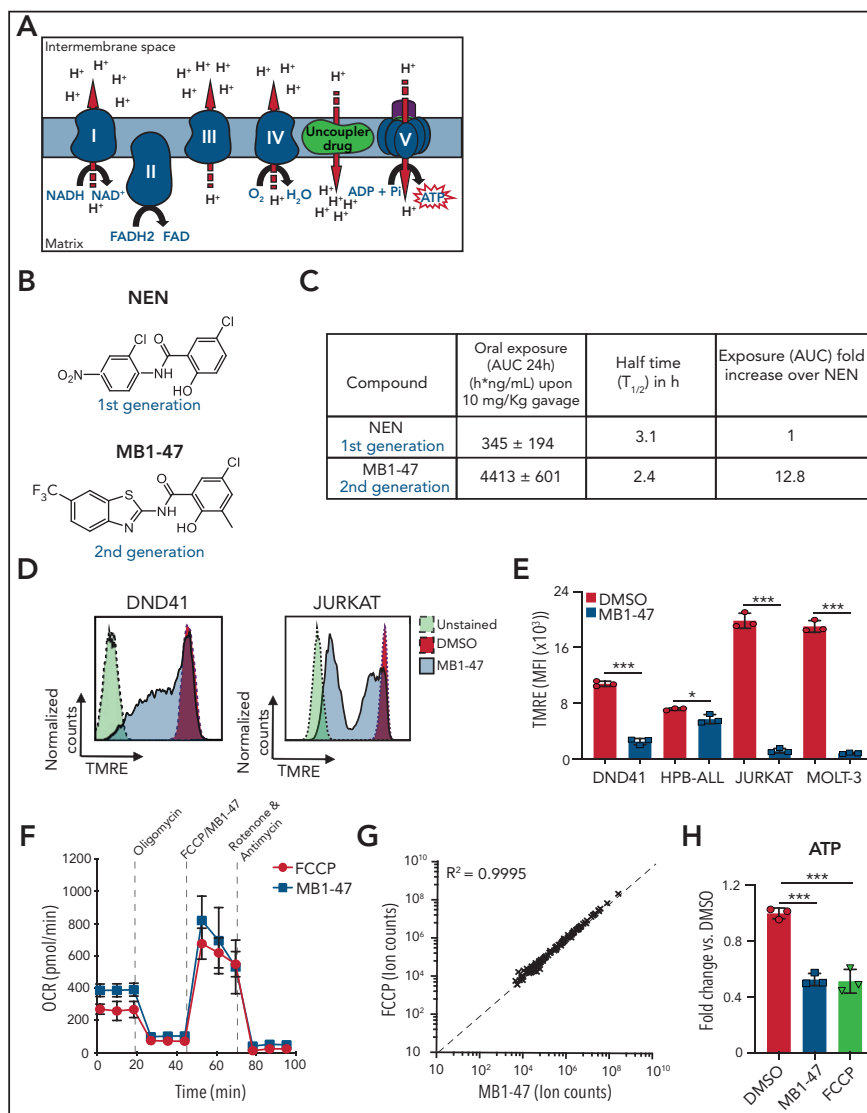 A
Intermembrane space
H+ H+ H+ H+ H+
H+ H+ H+ H+ H+
H+ H+ H+ H+
H+
H+
I
II
III
IV
Uncoupler
drug
V
NADH NAD+
H+
FADH2 FAD
H+
O2 H2O
H+
H+ H+ H+ H+ H+ H+
ADP + Pi
ATP
H+
Matrix
B
NEN
Cl
O
Cl
O2N
NH
HO
1st generation
MB1-47
F3C
S
N
O
NH
HO
Cl
2nd generation
C
Compound
Oral exposure
(AUC 24h)
(h*ng/mL) upon
10 mg/Kg gavage
Half time
(T1/2) in h
Exposure (AUC) fold
increase over NEN
NEN
1st generation
345 ± 194
3.1
1
MB1-47
2nd generation
4413 ± 601
2.4
12.8
D
DND41
JURKAT
Normalized
counts
TMRE
Normalized
counts
TMRE
Unstained
DMSO
MB1-47
E
TMRE (MFI (x10³))
24
16
8
0
DMSO
MB1-47
***
*
***
***
DND41 HPB-ALL JURKAT MOLT-3
F
Oligomycin
FCCP/MB1-47
Rotenone &
Antimycin
OCR (pmol/min)
1200
1000
800
600
400
200
0
FCCP
MB1-47
0 20 40 60 80 100
Time (min)
G
R² = 0.9995
FCCP (Ion counts)
10¹⁰
10⁸
10⁶
10⁴
10²
10
10 10² 10⁴ 10⁶ 10⁸ 10¹⁰
MB1-47 (Ion counts)
H
ATP
***
***
Fold change vs. DMSO
1.2
0.9
0.6
0.3
0
DMSO
MB1-47
FCCP